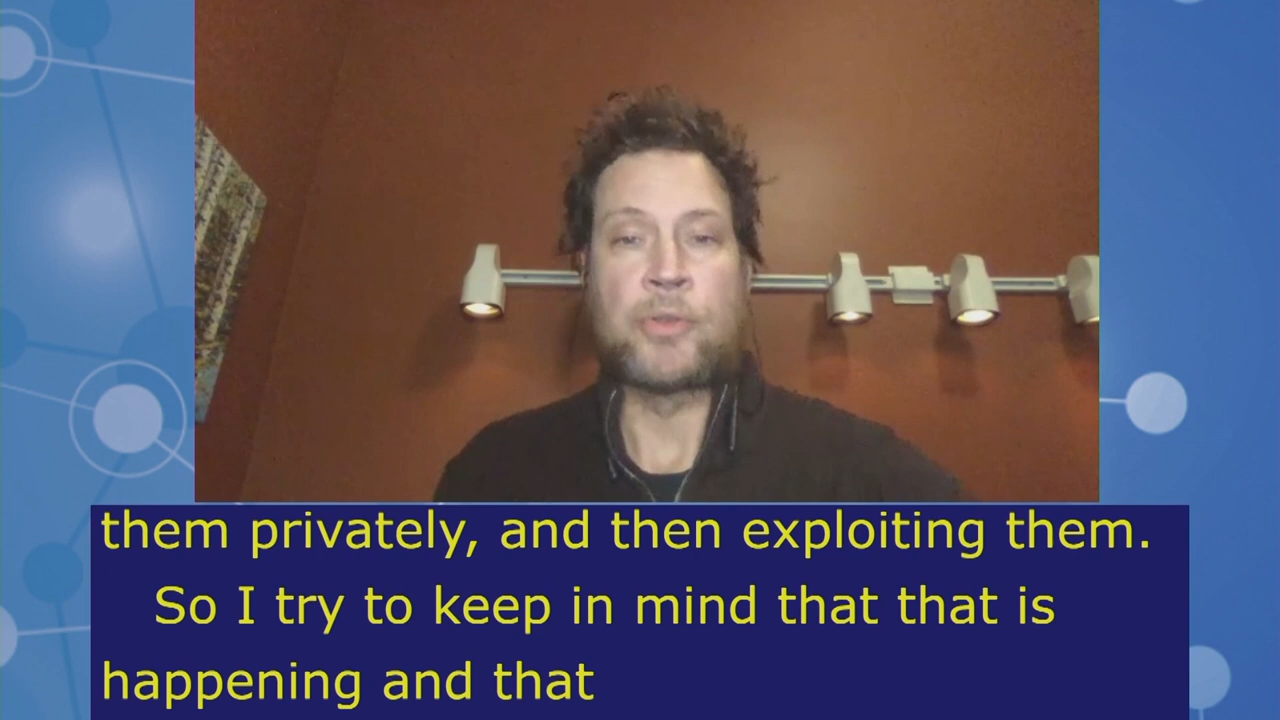 them privately, and then exploiting them.
So I try to keep in mind that that is
happening and that